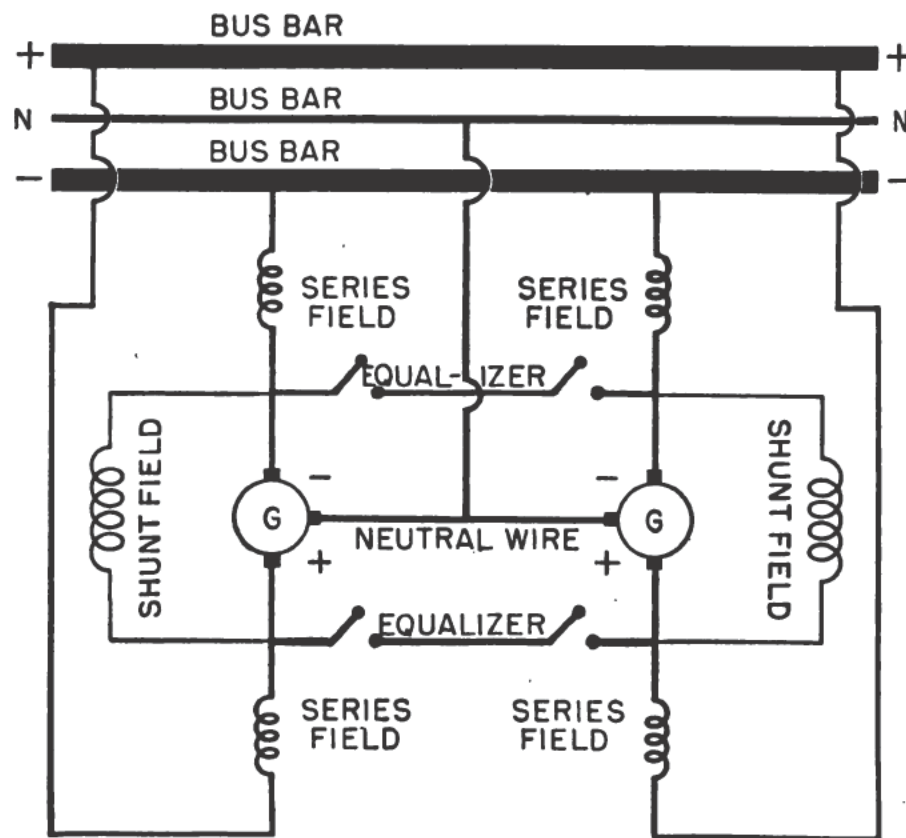 BUS BAR
+ +
N BUS BAR N
BUS BAR
- -
SERIES FIELD
SERIES FIELD
EQUAL-IZER
SHUNT FIELD
SHUNT FIELD
- -
G G
NEUTRAL WIRE
+ +
EQUALIZER
SERIES FIELD
SERIES FIELD